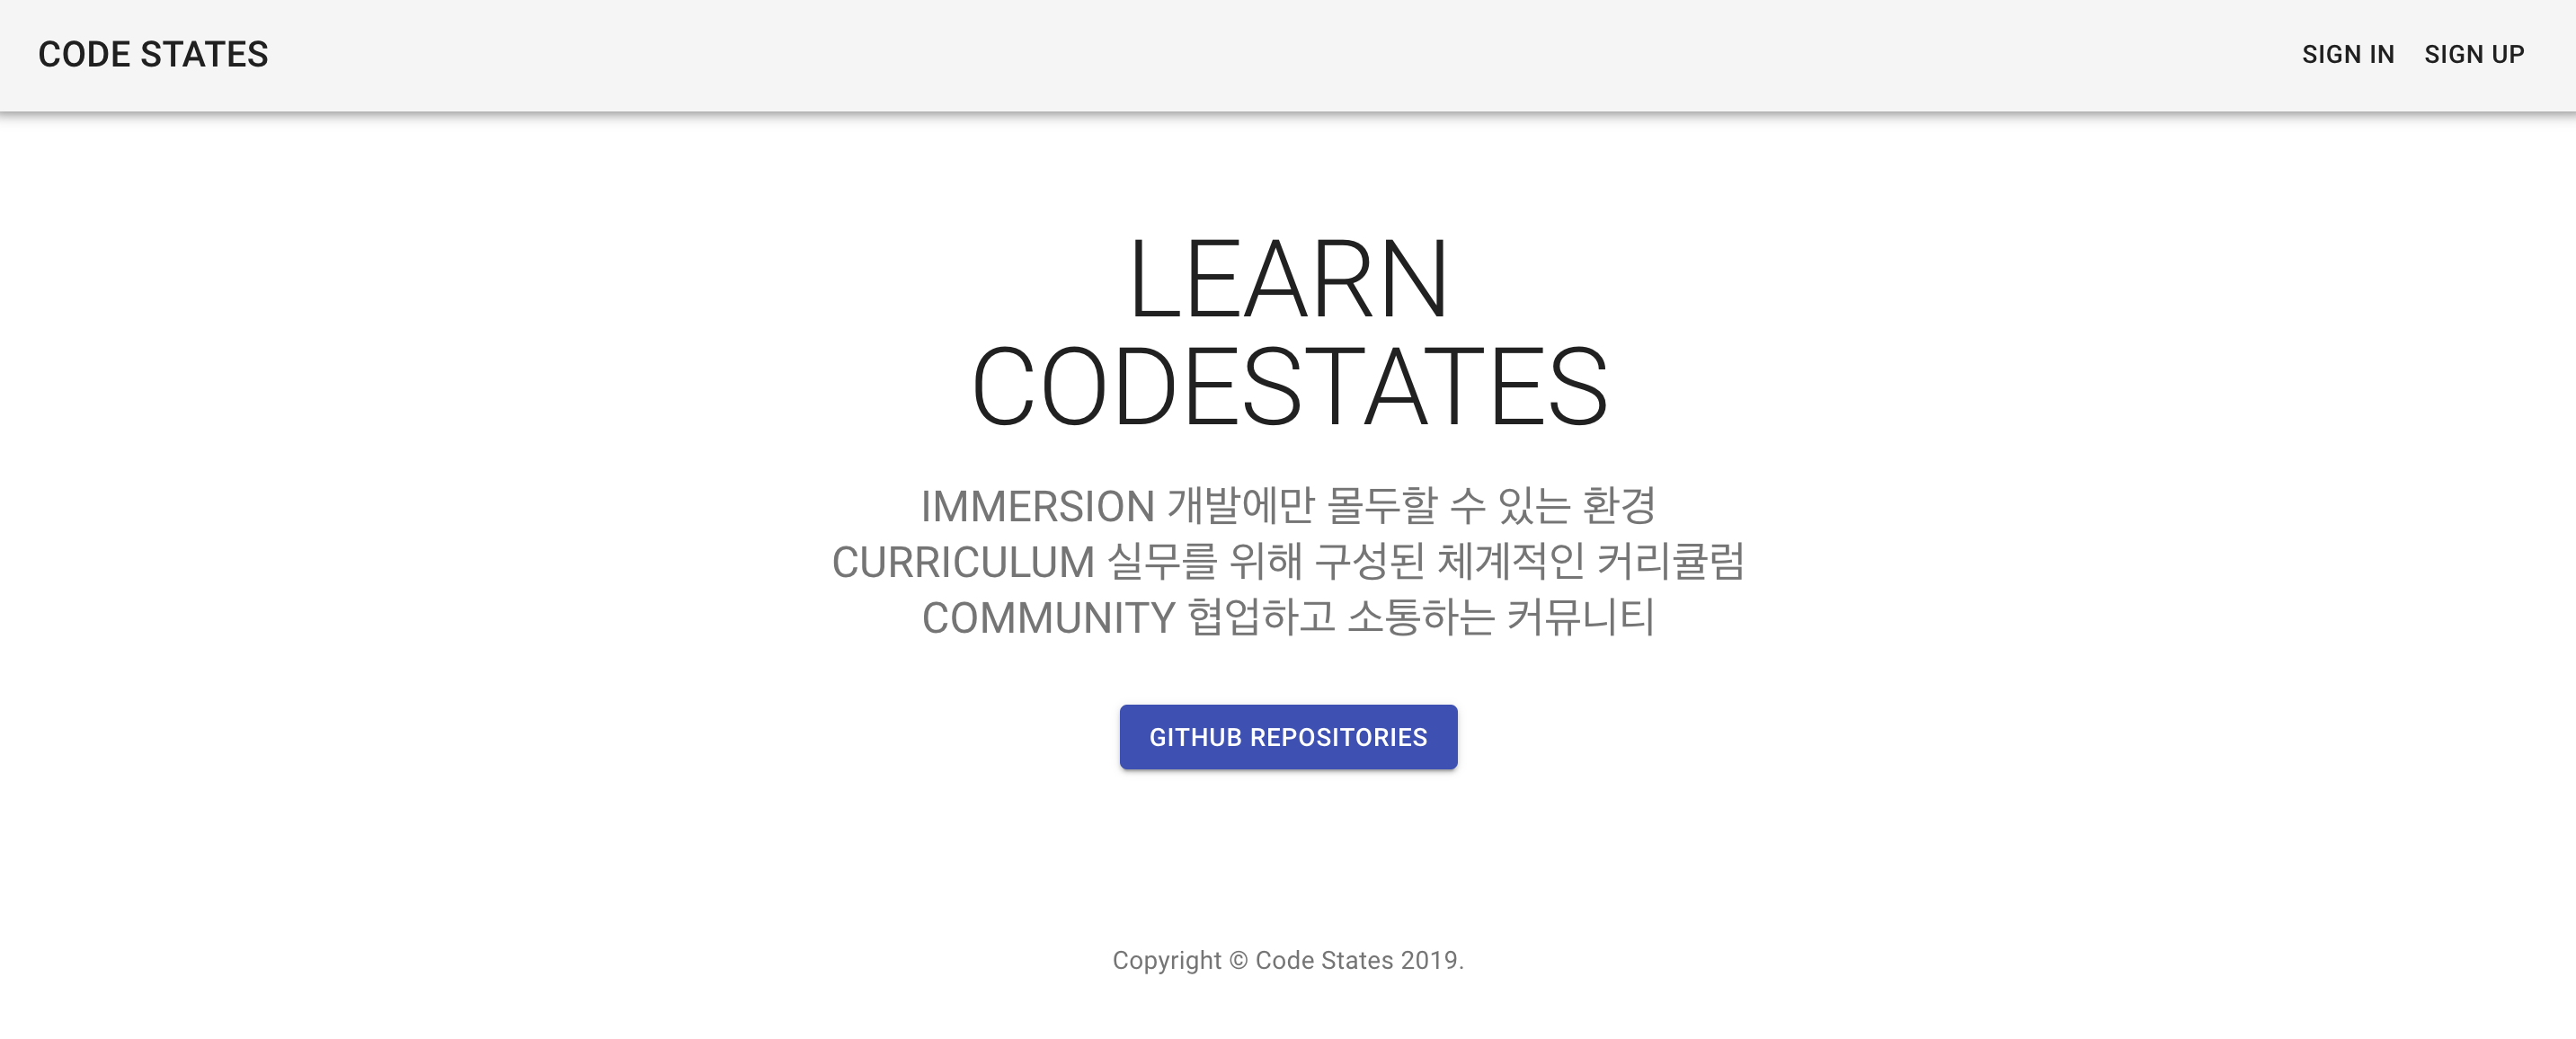 CODE STATES
SIGN IN
SIGN UP
LEARN
CODESTATES
IMMERSION 개발에만 몰두할 수 있는 환경
CURRICULUM 실무를 위해 구성된 체계적인 커리큘럼
COMMUNITY 협업하고 소통하는 커뮤니티
GITHUB REPOSITORIES
Copyright © Code States 2019.